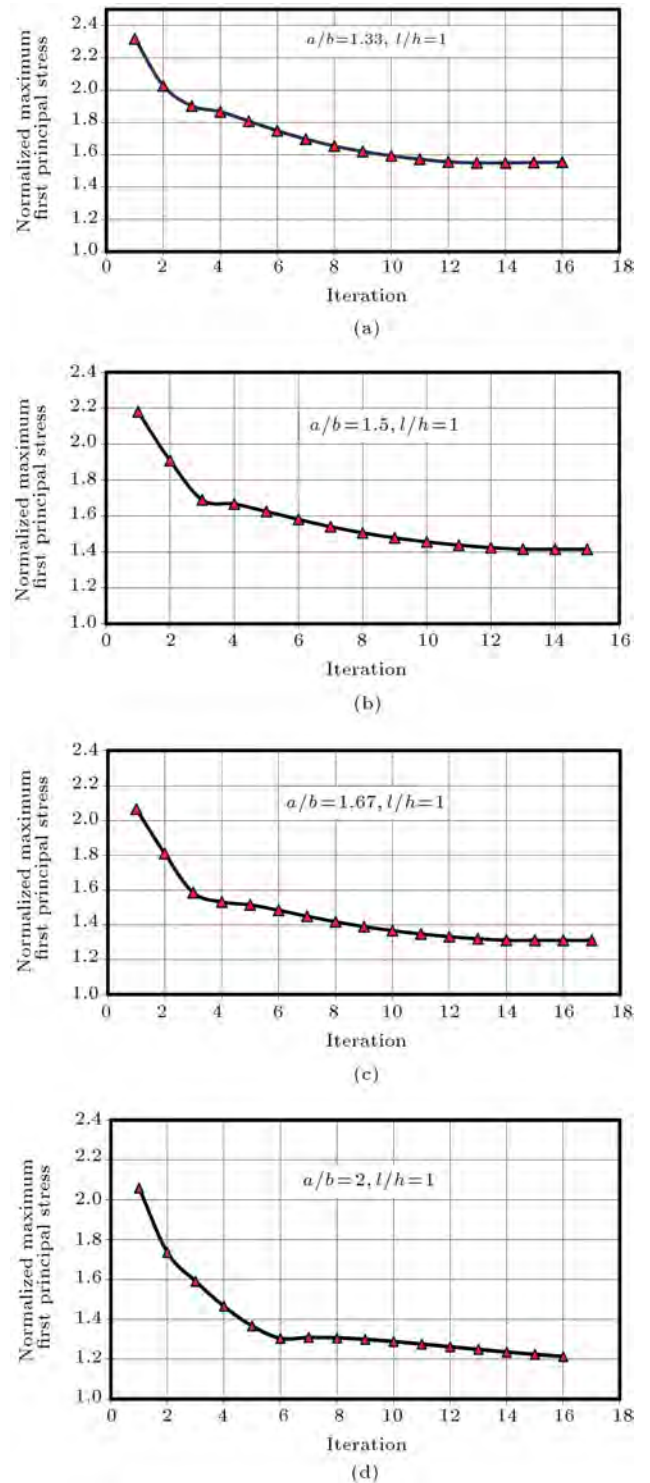 2.4
2.2
2.0
1.8
1.6
1.4
1.2
1.0
Normalized maximum
first principal stress
a/b=1.33, l/h=1
0 2 4 6 8 10 12 14 16 18
Iteration
(a)
2.4
2.2
2.0
1.8
1.6
1.4
1.2
1.0
Normalized maximum
first principal stress
a/b=1.5, l/h=1
0 2 4 6 8 10 12 14 16
Iteration
(b)
2.4
2.2
2.0
1.8
1.6
1.4
1.2
1.0
Normalized maximum
first principal stress
a/b=1.67, l/h=1
0 2 4 6 8 10 12 14 16 18
Iteration
(c)
2.4
2.2
2.0
1.8
1.6
1.4
1.2
1.0
Normalized maximum
first principal stress
a/b=2, l/h=1
0 2 4 6 8 10 12 14 16 18
Iteration
(d)